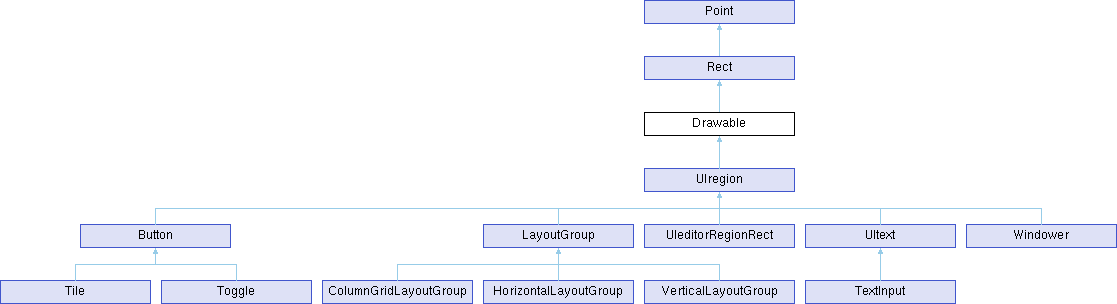 Point
Rect
Drawable
UIregion
Button
LayoutGroup
UIeditorRegionRect
UItext
Windower
Tile
Toggle
ColumnGridLayoutGroup
HorizontalLayoutGroup
VerticalLayoutGroup
TextInput